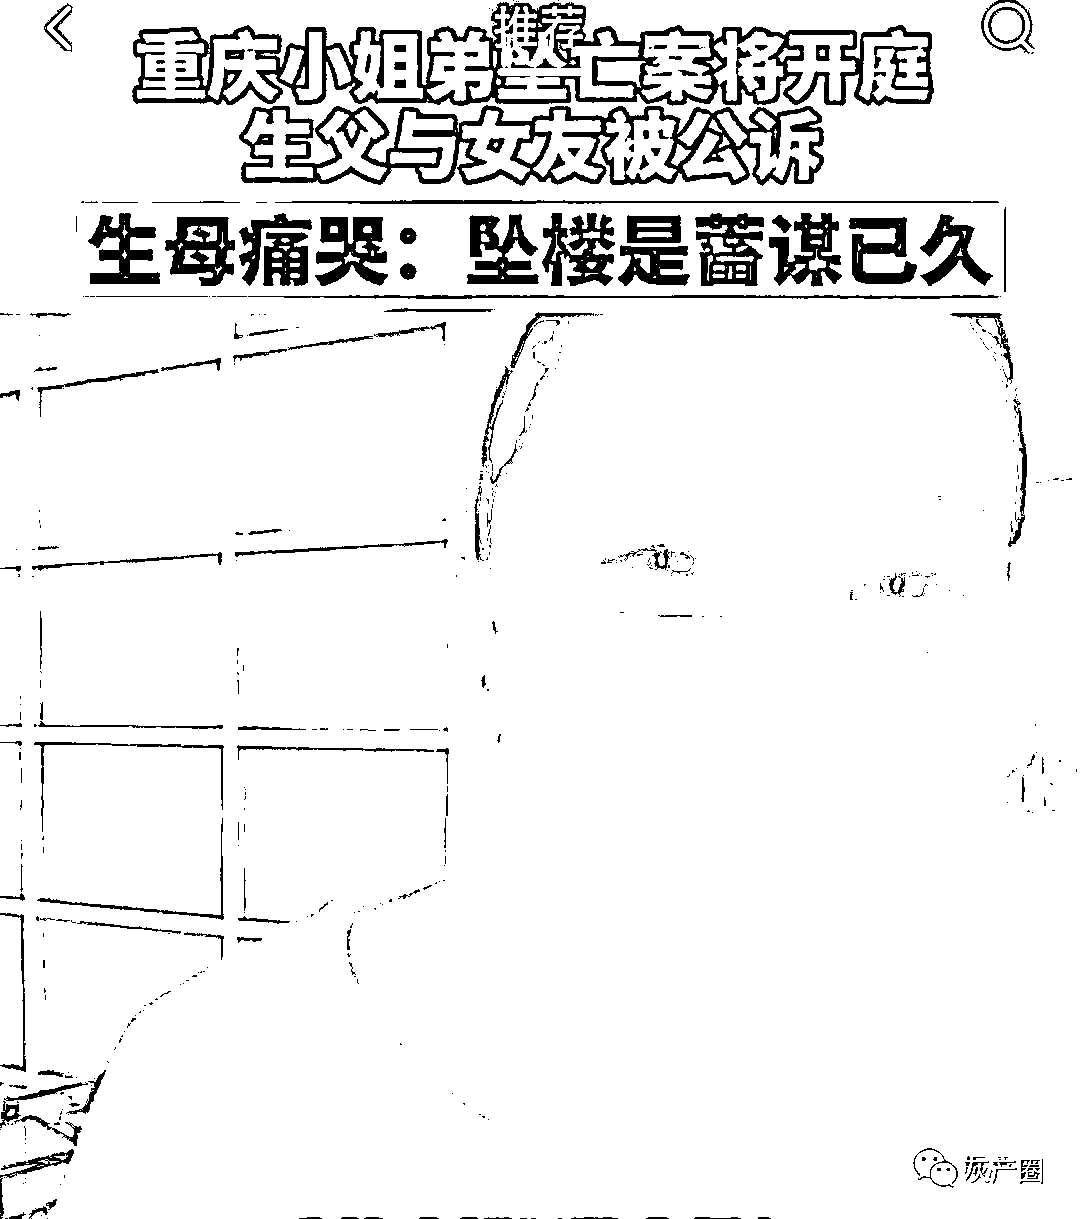 推荐
重庆小姐弟坠亡案将开庭
生父与女友被公诉
生母痛哭：坠楼是蓄谋已久
灰产圈